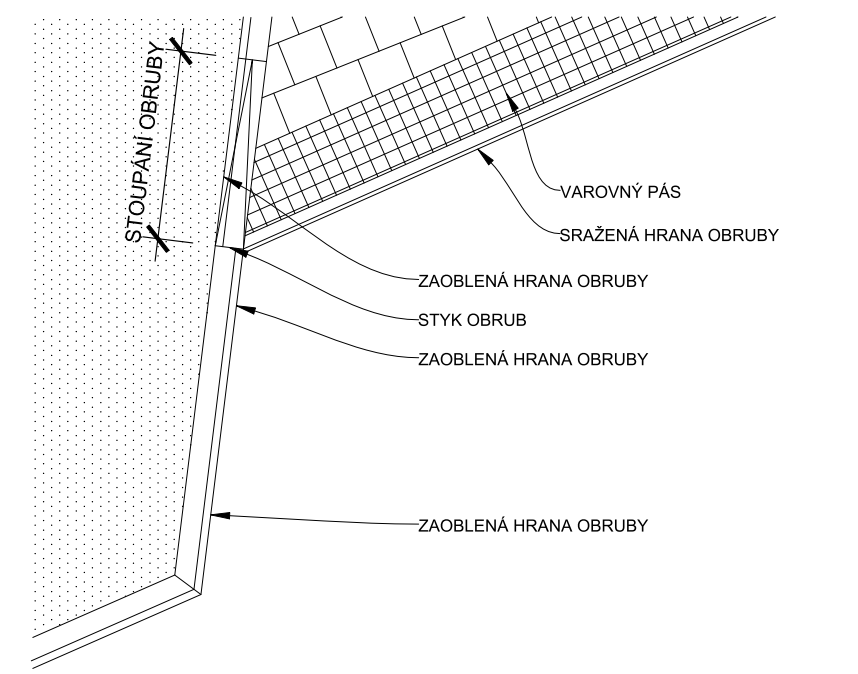 STOUPÁNÍ OBRUBY
VAROVNÝ PÁS
SRAŽENÁ HRANA OBRUBY
ZAOBLENÁ HRANA OBRUBY
STYK OBRUB
ZAOBLENÁ HRANA OBRUBY
ZAOBLENÁ HRANA OBRUBY